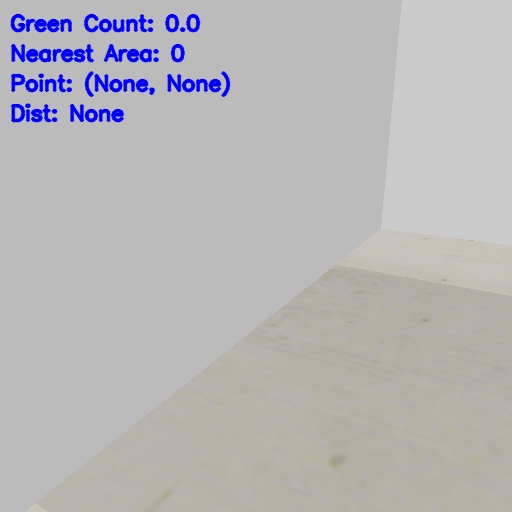 Green Count: 0.0
Nearest Area: 0
Point: (None, None)
Dist: None